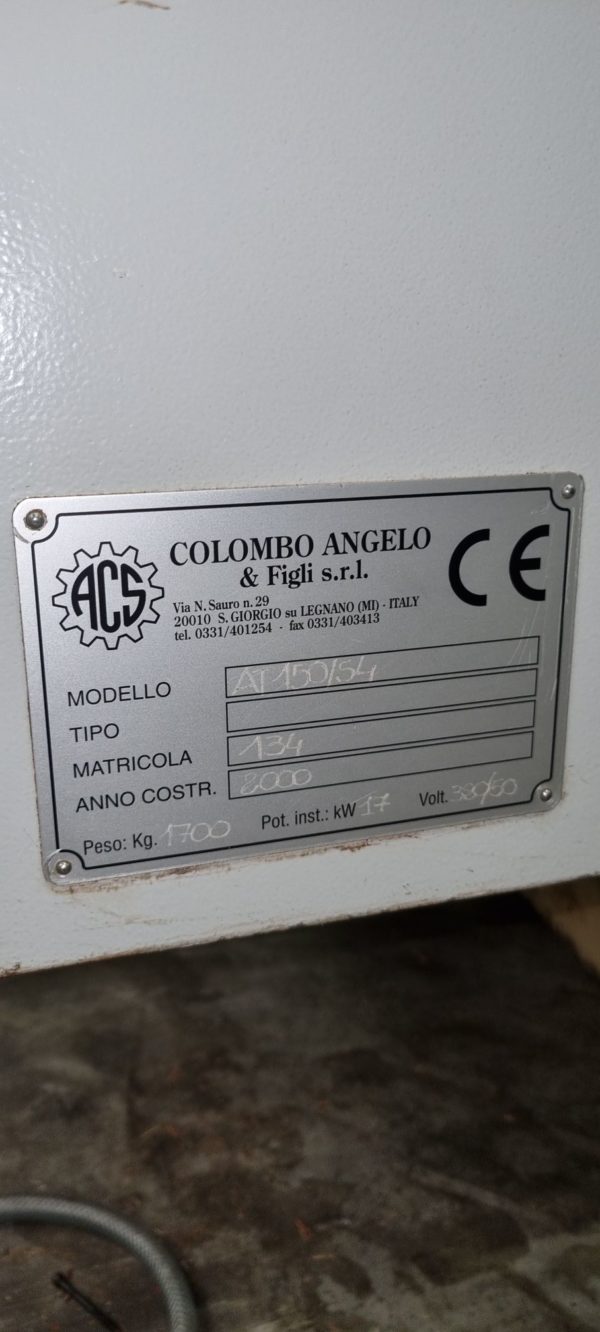 ACS
COLOMBO ANGELO
& Figli s.r.l.
Via N. Sauro n. 29
20010 S. GIORGIO su LEGNANO (MI) - ITALY
tel. 0331/401254 - fax 0331/403413
CE
MODELLO AT150/S4
TIPO
MATRICOLA 134
ANNO COSTR. 2000
Peso: Kg. 1700 Pot. inst.: kW 17 Volt. 380/50